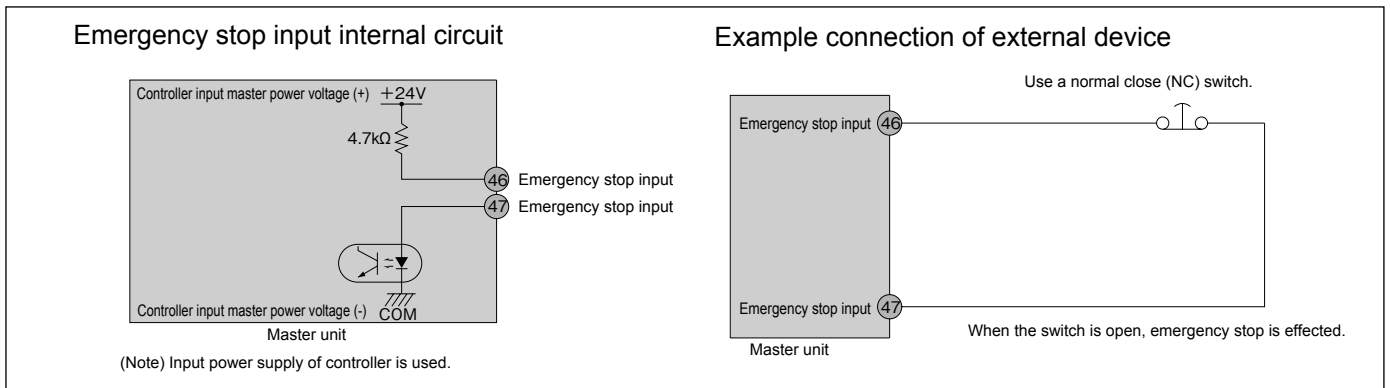 Emergency stop input internal circuit
Controller input master power voltage (+) +24V
4.7kΩ
46 Emergency stop input
47 Emergency stop input
Controller input master power voltage (-) COM
Master unit
(Note) Input power supply of controller is used.
Example connection of external device
Use a normal close (NC) switch.
Emergency stop input 46
Emergency stop input 47
When the switch is open, emergency stop is effected.
Master unit